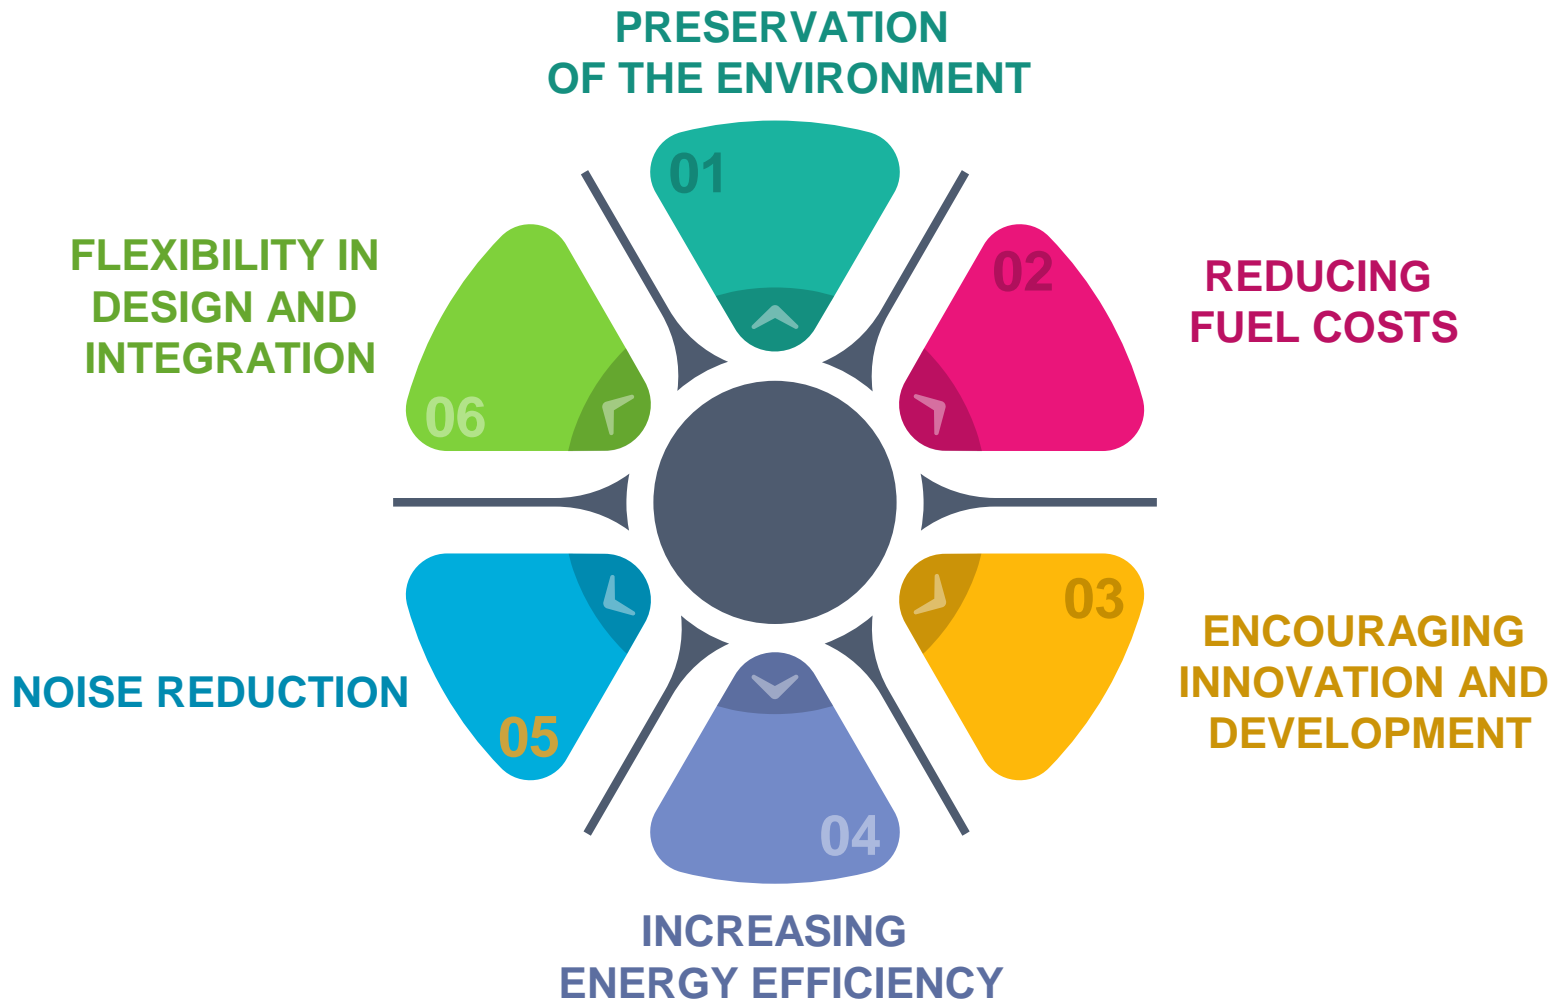 PRESERVATION
OF THE ENVIRONMENT
01
02
REDUCING
FUEL COSTS
03
ENCOURAGING
INNOVATION AND
DEVELOPMENT
04
INCREASING
ENERGY EFFICIENCY
05
NOISE REDUCTION
06
FLEXIBILITY IN
DESIGN AND
INTEGRATION